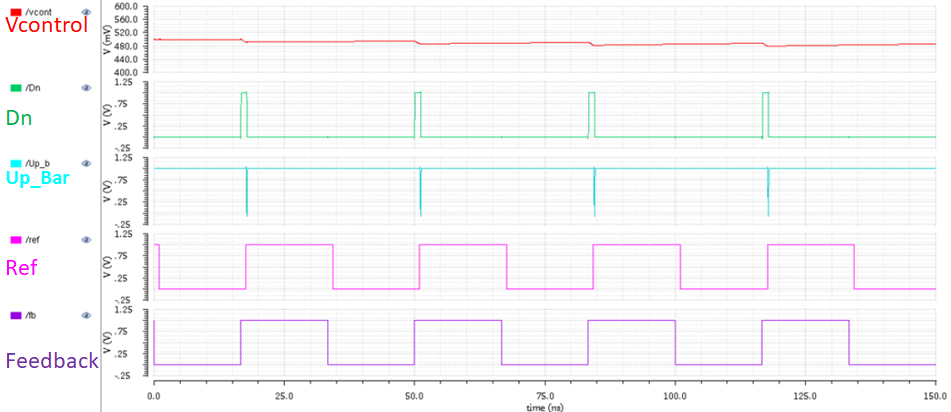 /vcont
Vcontrol
600.0
560.0
520.0
480.0
440.0
400.0
V (mV)
/Dn
Dn
1.25
.75
.25
-.25
V (V)
/Up_b
Up_Bar
1.25
.75
.25
-.25
V (V)
/ref
Ref
1.25
.75
.25
-.25
V (V)
/fb
Feedback
1.25
.75
.25
-.25
V (V)
0.0 25.0 50.0 75.0 100.0 125.0 150.0
time (ns)